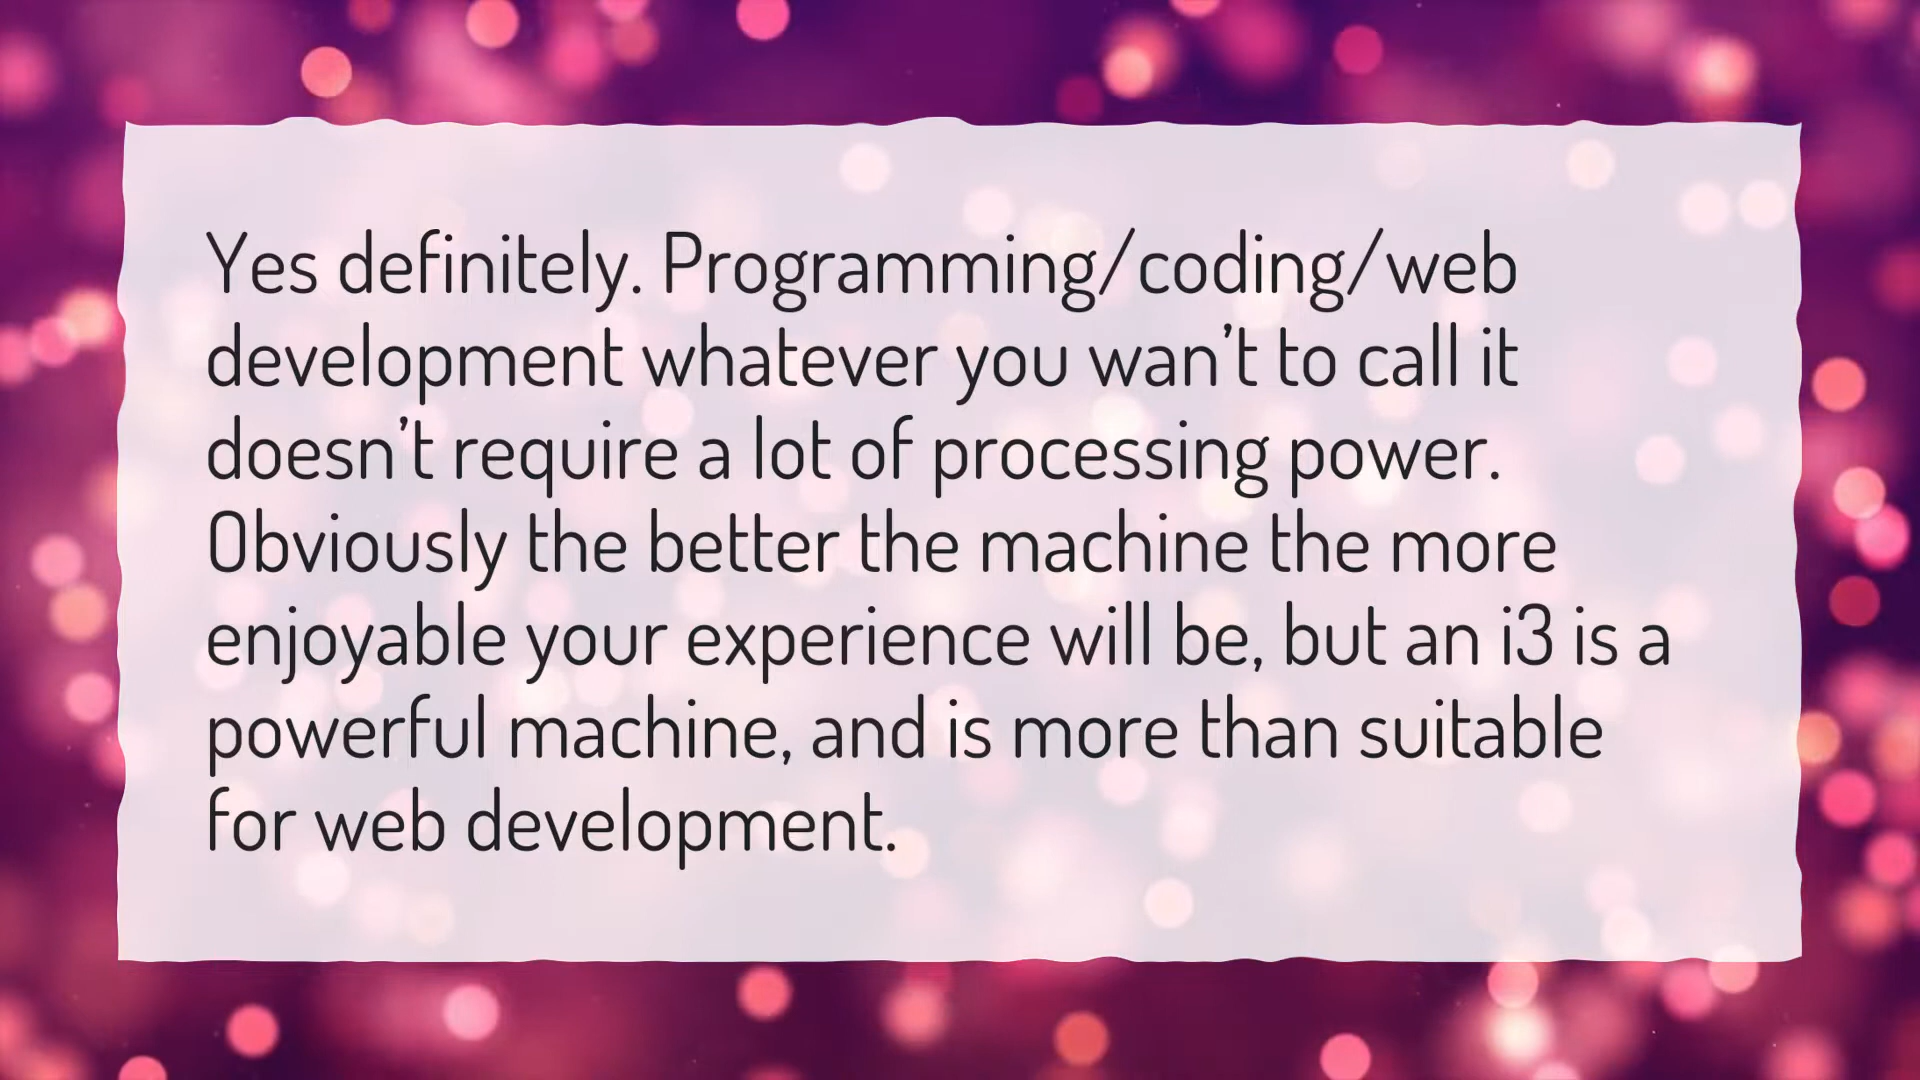 Yes definitely. Programming/coding/web
development whatever you wan't to call it
doesn't require a lot of processing power.
Obviously the better the machine the more
enjoyable your experience will be, but an i3 is a
powerful machine, and is more than suitable
for web development.